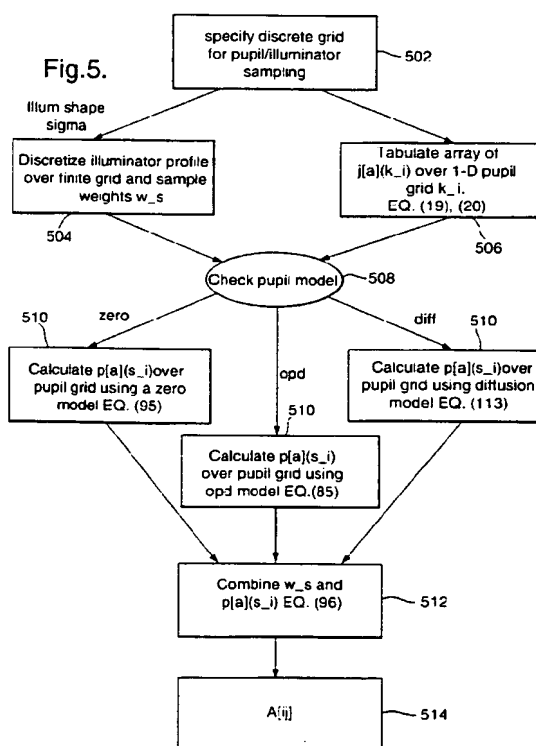 specify discrete grid
for pupil/illuminator
sampling
502
Fig.5.
Illum shape
sigma
Discretize illuminator profile
over finite grid and sample
weights w_s
504
Tabulate array of
j[a](k_i) over 1-D pupil
grid k_i.
EQ. (19), (20)
506
Check pupil model
508
zero
opd
diff
510
Calculate p[a](s_i)over
pupil grid using a zero
model EQ. (95)
510
Calculate p[a](s_i)
over pupil grid using
opd model EQ.(85)
510
Calculate p[a](s_i)over
pupil grid using diffusion
model EQ. (113)
Combine w_s and
p[a](s_i) EQ. (96)
512
A[ij]
514